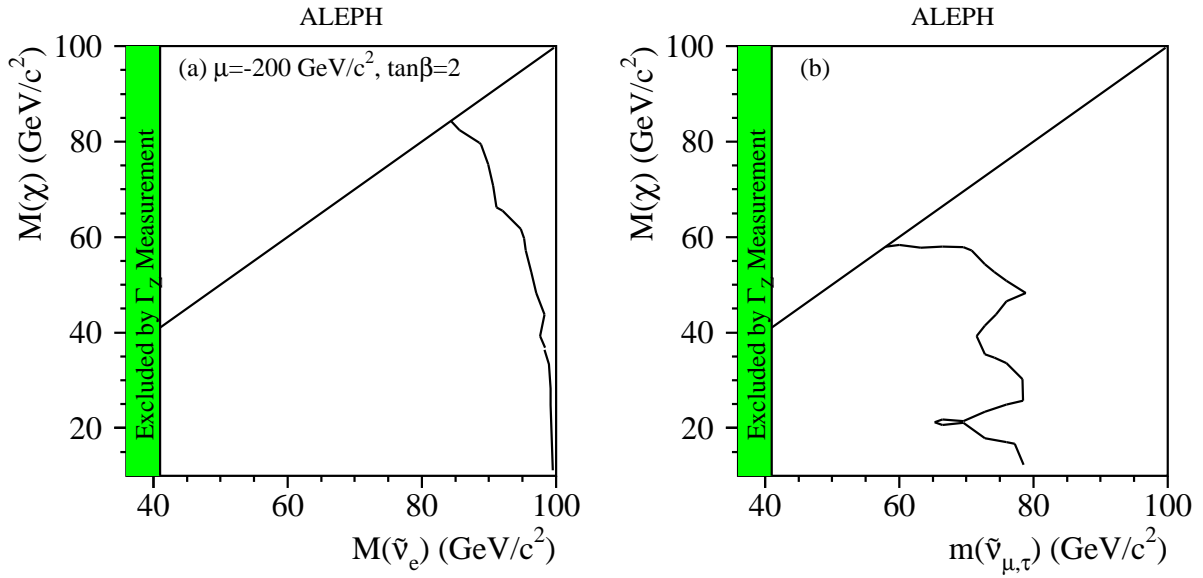 ALEPH
(a) μ=-200 GeV/c², tanβ=2
M(χ) (GeV/c²)
Excluded by Γ_Z Measurement
100
80
60
40
20
40 60 80 100
M(ν̃_e) (GeV/c²)
ALEPH
(b)
M(χ) (GeV/c²)
Excluded by Γ_Z Measurement
100
80
60
40
20
40 60 80 100
m(ν̃_μ,τ) (GeV/c²)